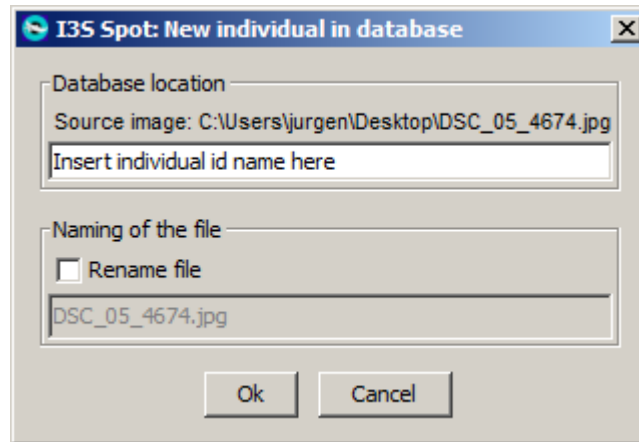 I3S Spot: New individual in database
Database location
Source image: C:\Users\jurgen\Desktop\DSC_05_4674.jpg
Insert individual id name here
Naming of the file
Rename file
DSC_05_4674.jpg
Ok Cancel